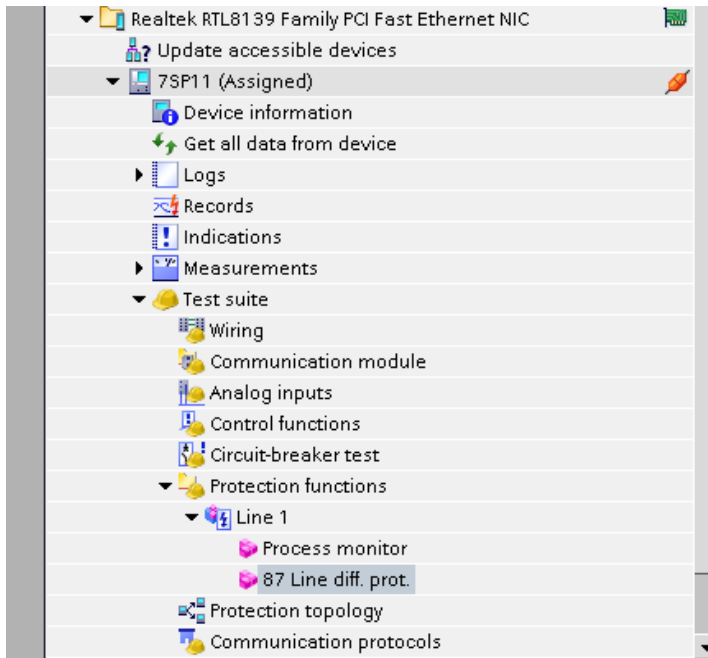 Realtek RTL8139 Family PCI Fast Ethernet NIC
Update accessible devices
7SP11 (Assigned)
Device information
Get all data from device
Logs
Records
Indications
Measurements
Test suite
Wiring
Communication module
Analog inputs
Control functions
Circuit-breaker test
Protection functions
Line 1
Process monitor
87 Line diff. prot.
Protection topology
Communication protocols